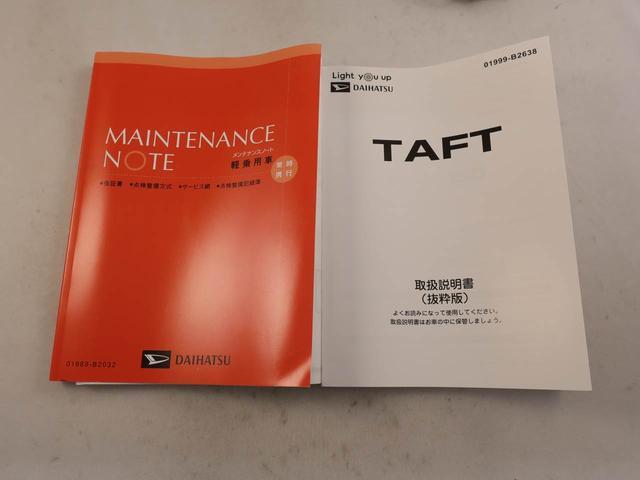 MAINTENANCE
NOTE
メンテナンスノート
軽乗用車
常時
携行
●保証書 ●点検整備方式 ●サービス網 ●点検整備記録簿
01989-B2032
DAIHATSU
01999-B2638
Light you up
DAIHATSU
TAFT
取扱説明書
（抜粋版）
よくお読みになって使用してください。
取扱説明書はお車の中に保管しましょう。